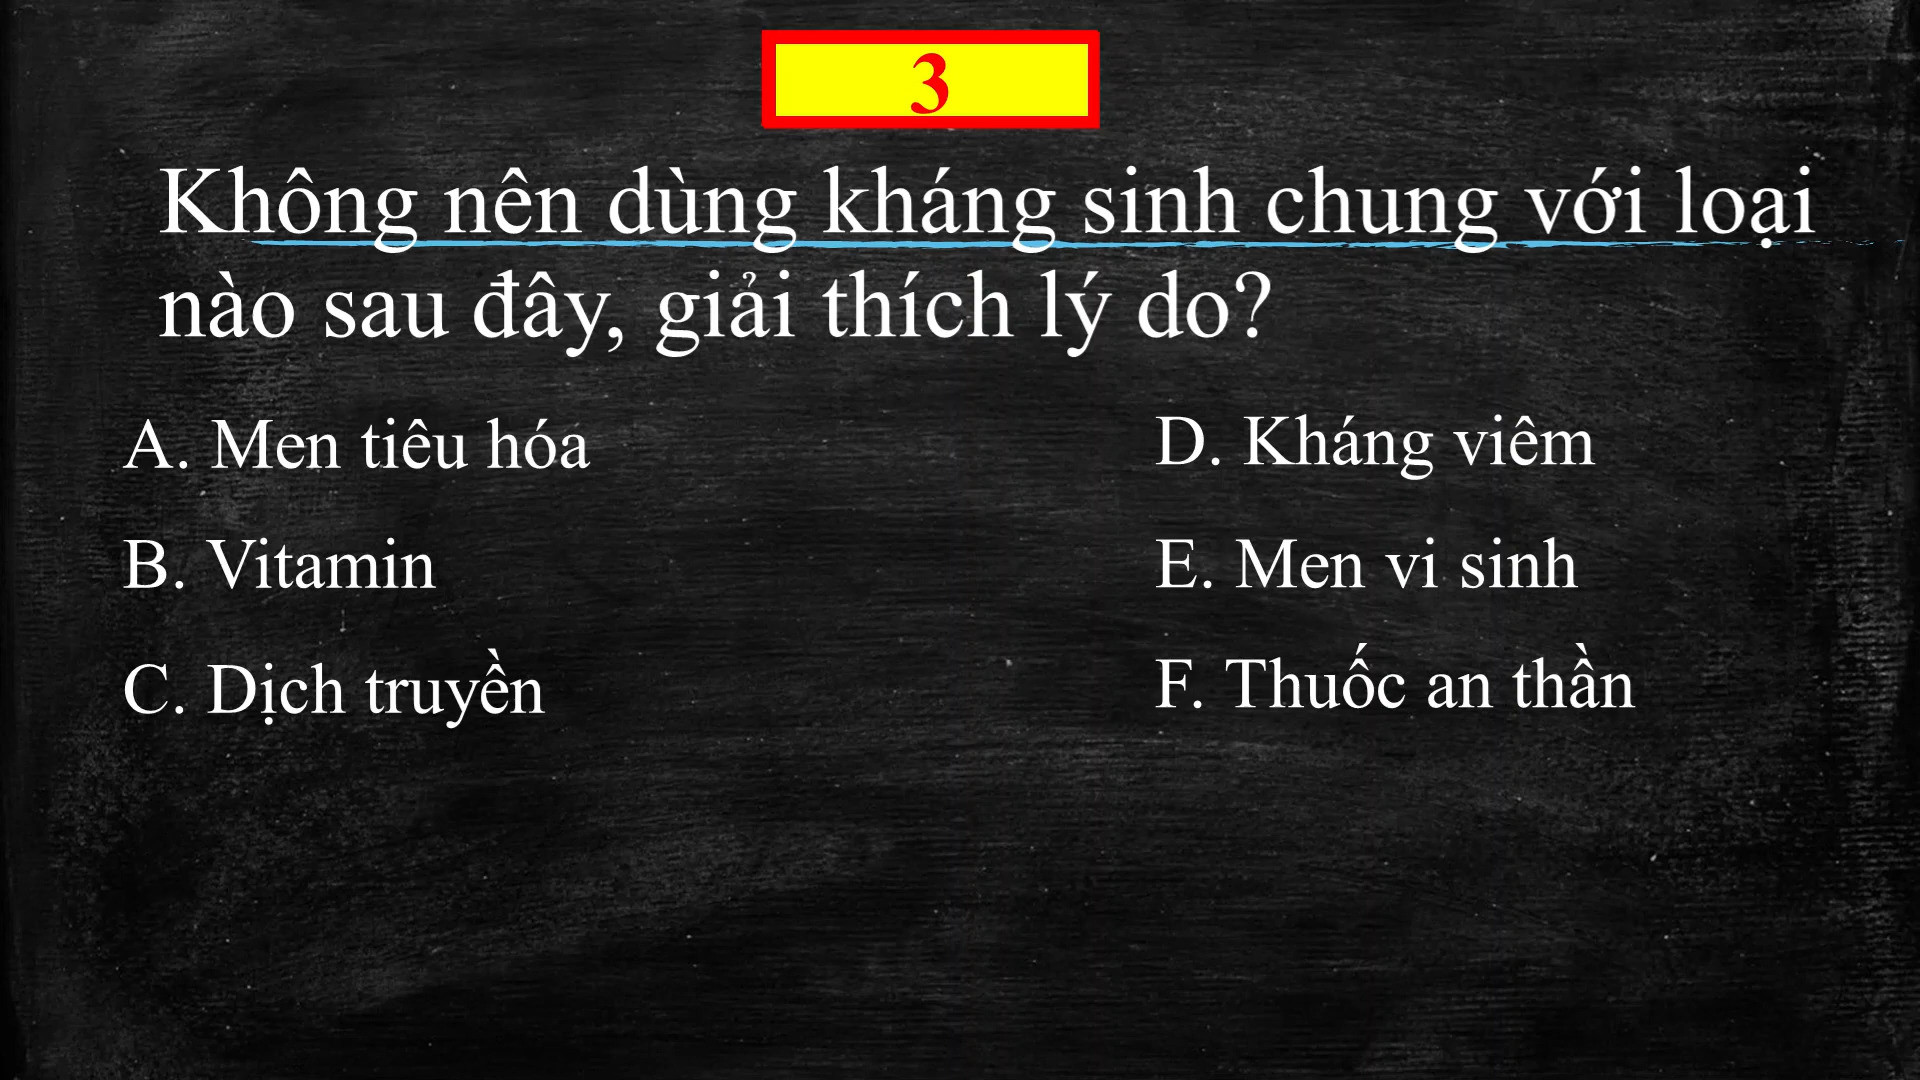 3
Không nên dùng kháng sinh chung với loại
nào sau đây, giải thích lý do?
A. Men tiêu hóa
B. Vitamin
C. Dịch truyền
D. Kháng viêm
E. Men vi sinh
F. Thuốc an thần